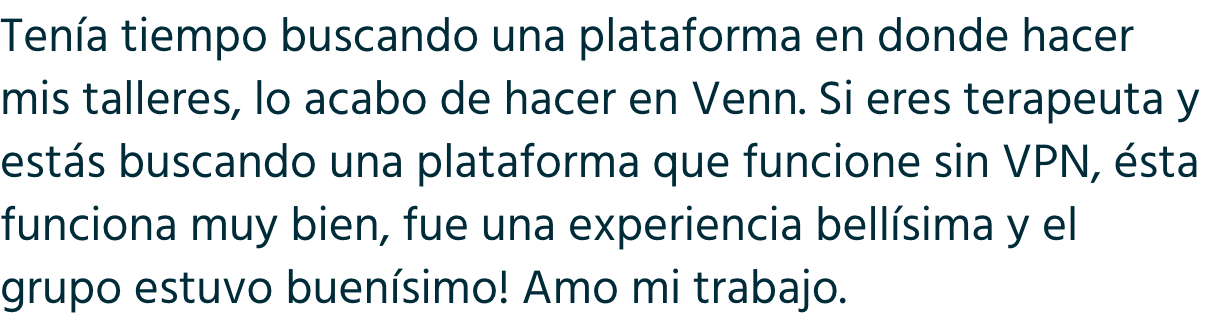 Tenía tiempo buscando una plataforma en donde hacer
mis talleres, lo acabo de hacer en Venn. Si eres terapeuta y
estás buscando una plataforma que funcione sin VPN, ésta
funciona muy bien, fue una experiencia bellísima y el
grupo estuvo buenísimo! Amo mi trabajo.